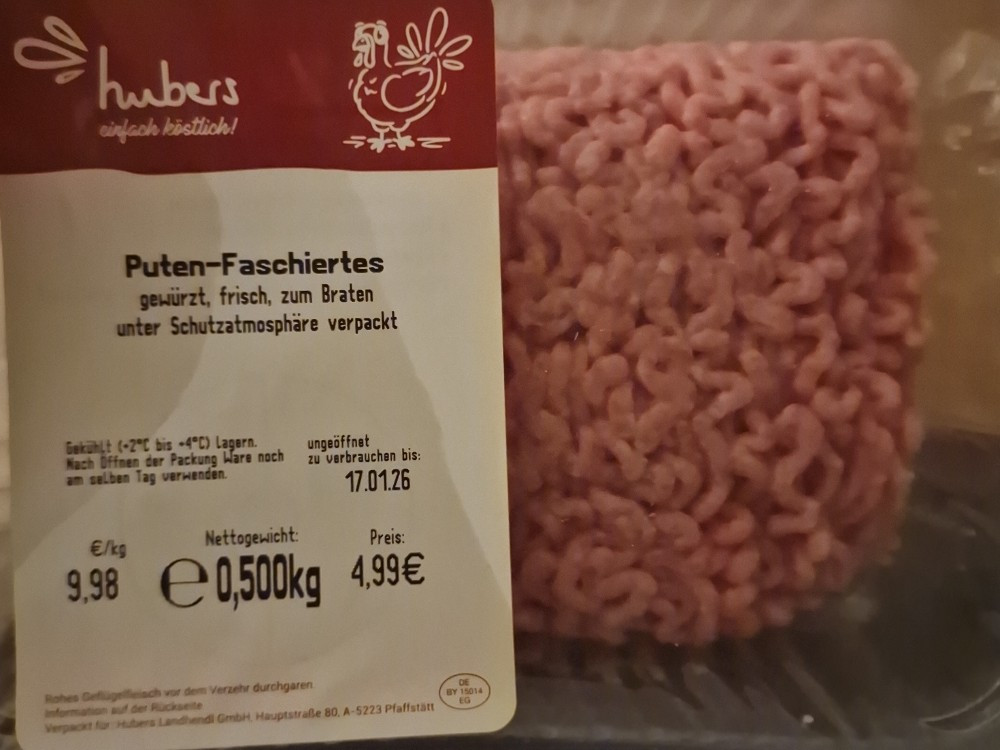 hubers
einfach köstlich!
Puten-Faschiertes
gewürzt, frisch, zum Braten
unter Schutzatmosphäre verpackt
Gekühlt (+2°C bis +4°C) Lagern.
Nach Öffnen der Packung Ware noch
am selben Tag verwenden.
ungeöffnet
zu verbrauchen bis:
17.01.26
€/kg
9,98
Nettogewicht:
e 0,500kg
Preis:
4,99€
Rohes Geflügelfleisch vor dem Verzehr durchgaren
Information auf der Rückseite
Verpackt für: Hubers Landhendl GmbH, Hauptstraße 80, A-5223 Pfaffstätt
DE
BY 15014
EG